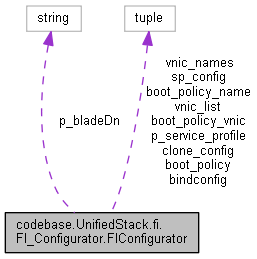 string
tuple
p_bladeDn
vnic_names
sp_config
boot_policy_name
vnic_list
boot_policy_vnic
p_service_profile
clone_config
boot_policy
bindconfig
codebase.UnifiedStack.fi.
FI_Configurator.FIConfigurator